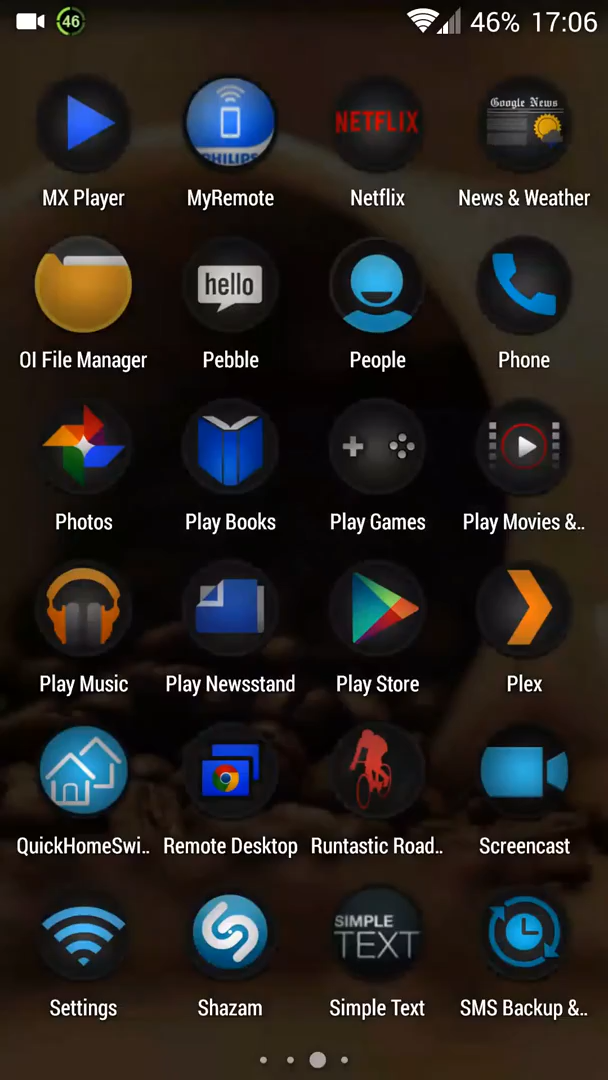 46 46% 17:06
PHILIPS NETFLIX Google News
MX Player MyRemote Netflix News & Weather
hello
OI File Manager Pebble People Phone
Photos Play Books Play Games Play Movies &..
Play Music Play Newsstand Play Store Plex
QuickHomeSwi.. Remote Desktop Runtastic Road.. Screencast
SIMPLE
TEXT
Settings Shazam Simple Text SMS Backup &..